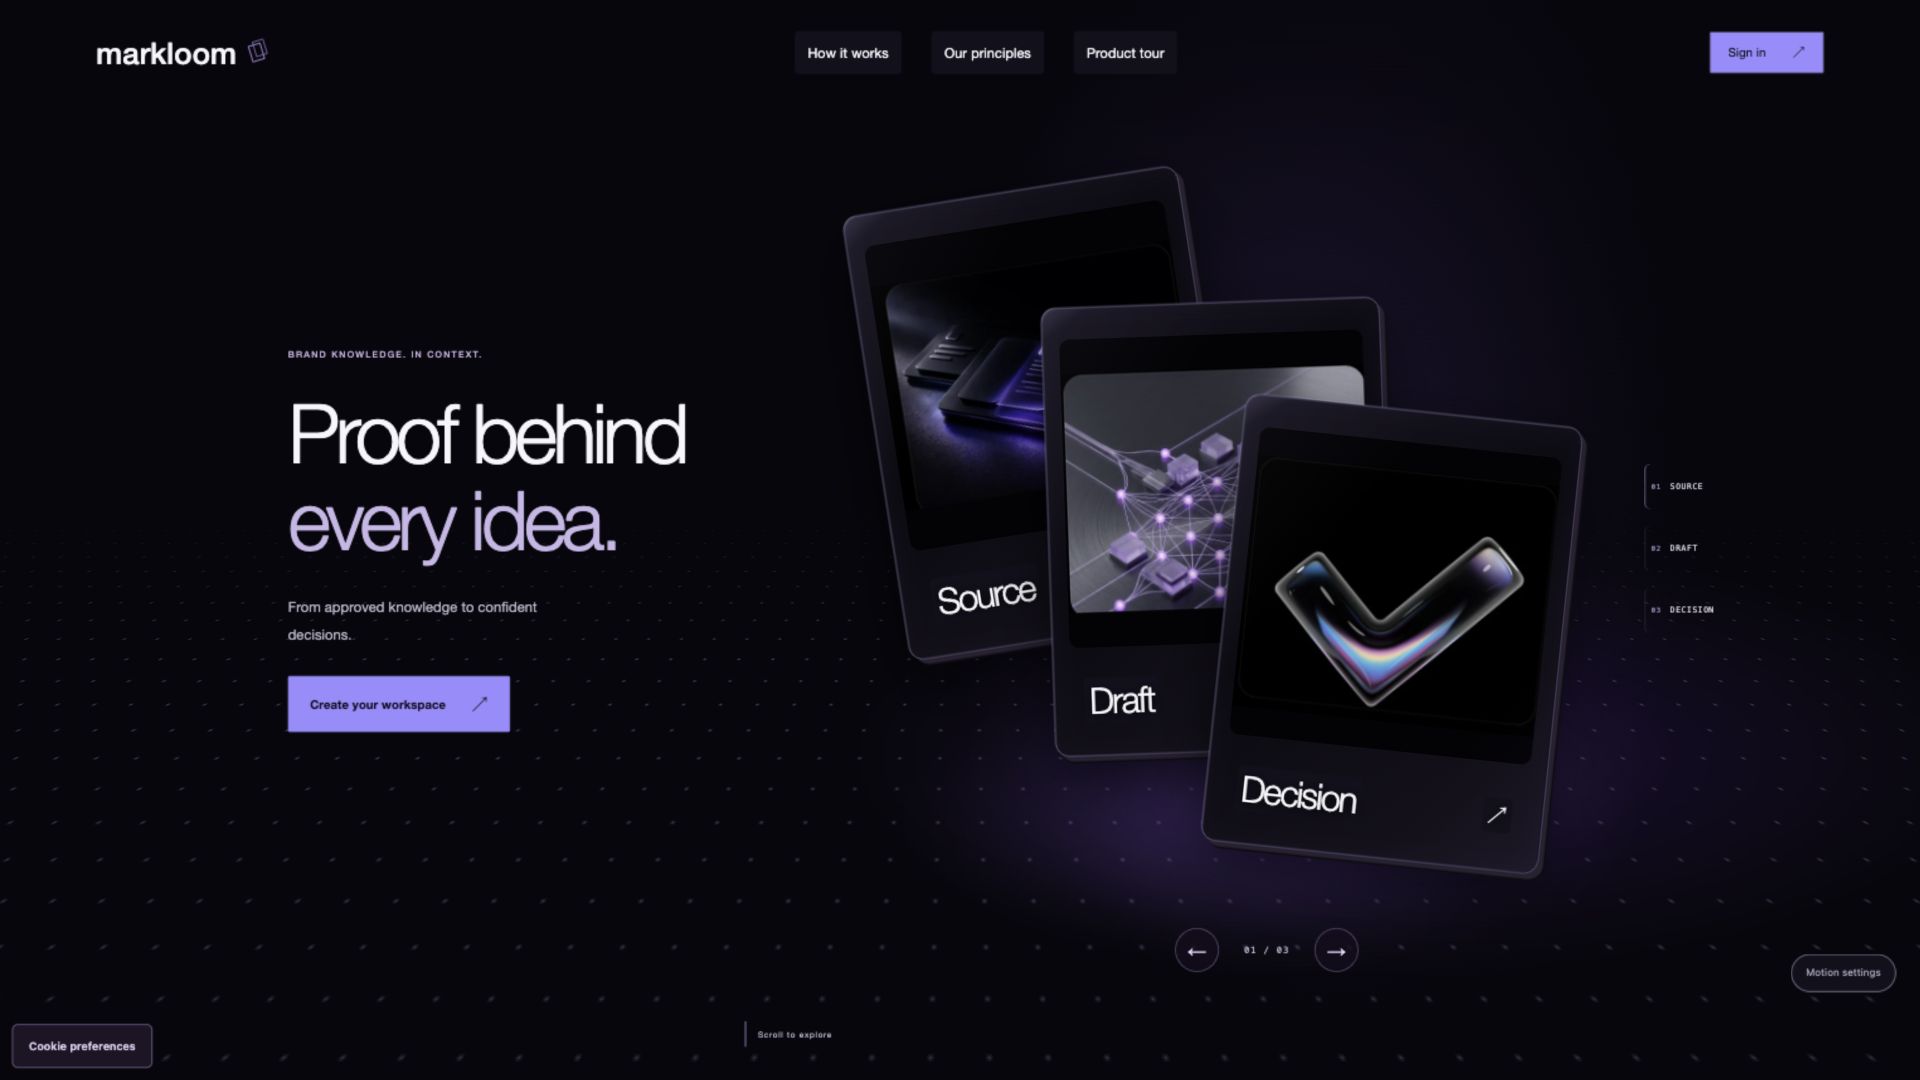 markloom
How it works
Our principles
Product tour
Sign in
BRAND KNOWLEDGE. IN CONTEXT.
Proof behind
every idea.
From approved knowledge to confident
decisions.
Create your workspace
Source
Draft
Decision
01 SOURCE
02 DRAFT
03 DECISION
01 / 03
Motion settings
Scroll to explore
Cookie preferences